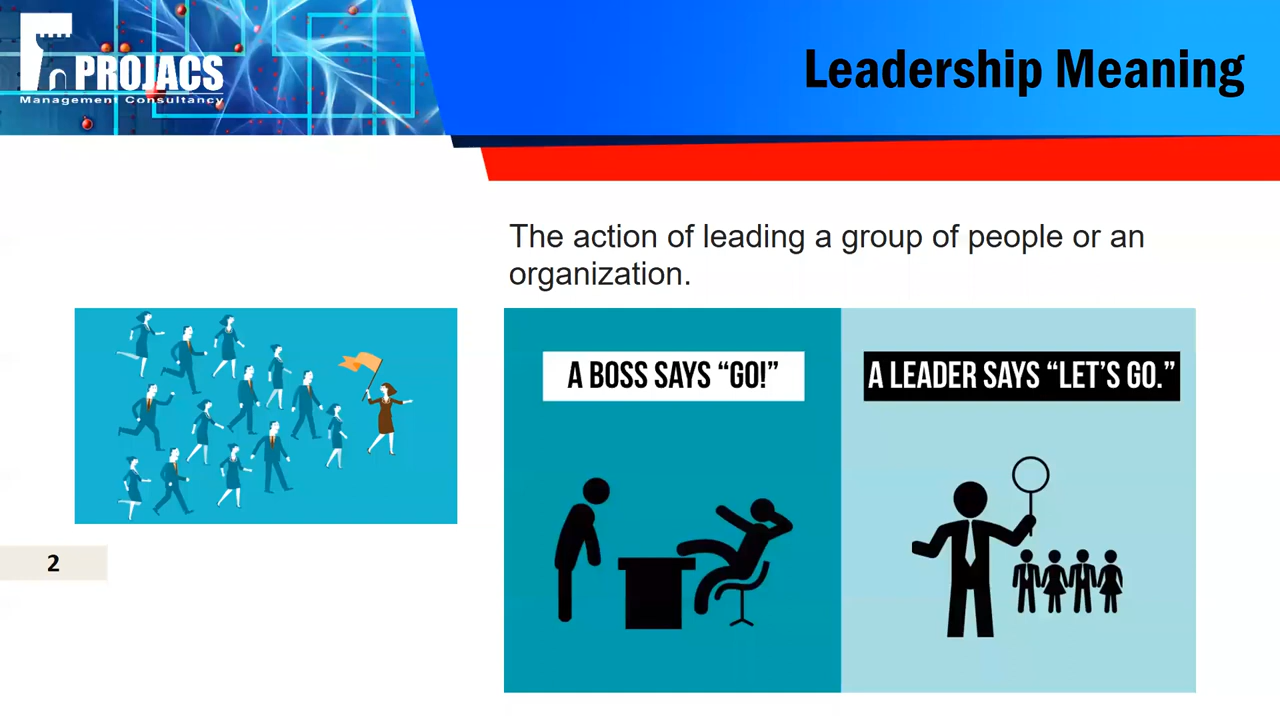 PROJACS
Management Consultancy
Leadership Meaning
The action of leading a group of people or an
organization.
A BOSS SAYS “GO!”
A LEADER SAYS “LET’S GO.”
2